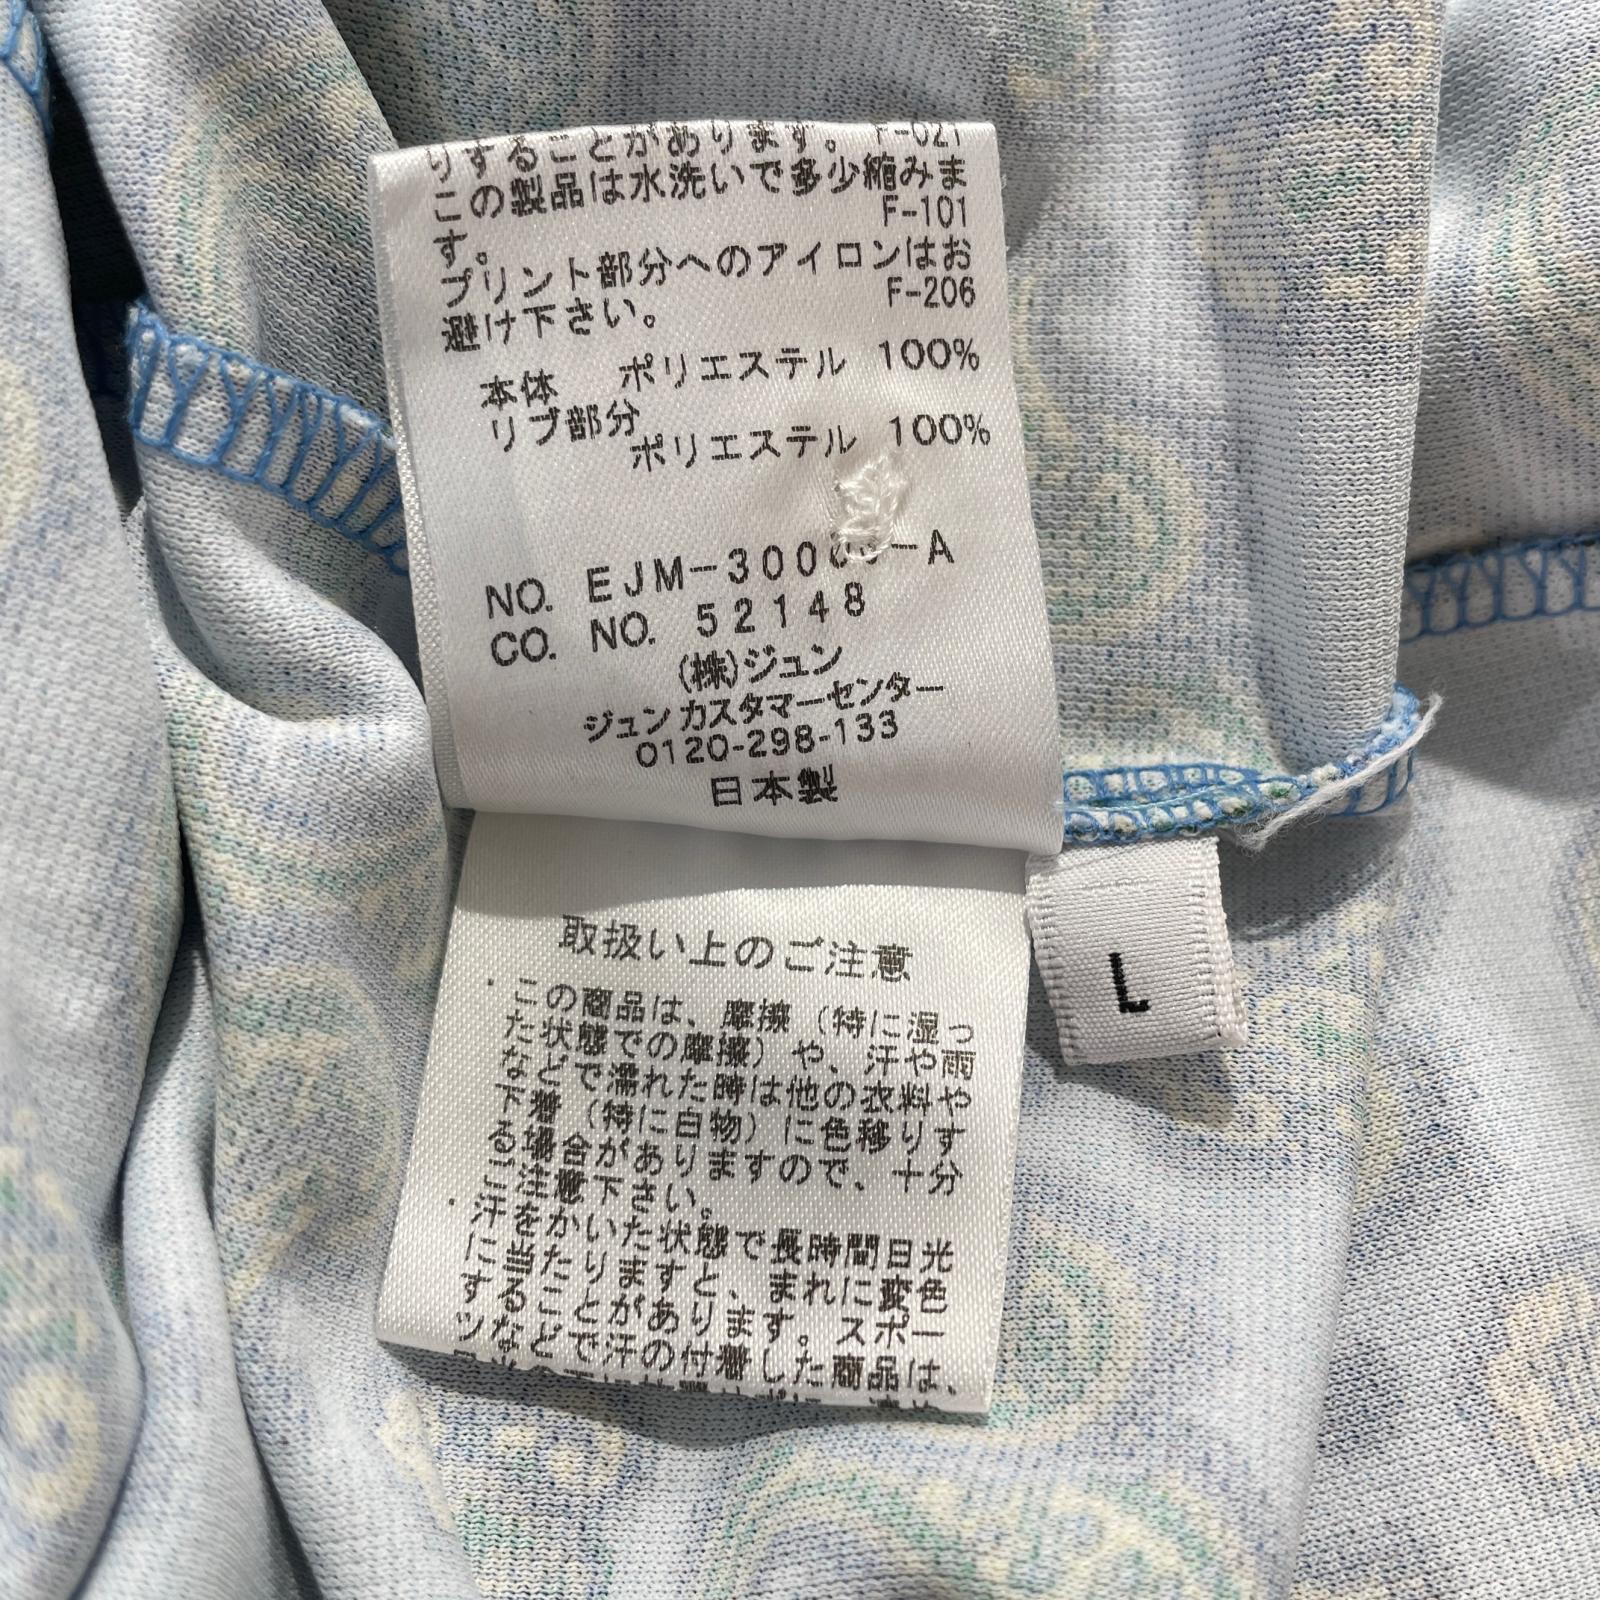 りすることがあります。 F-021
この製品は水洗いで多少縮みま
す。 F-101
プリント部分へのアイロンはお
避け下さい。 F-206
本体 ポリエステル 100%
リブ部分
ポリエステル 100%
NO. EJM-
CO. NO. 52148
(株)ジュン
ジュンカスタマーセンター
0120-298-133
日本製
L
取扱い上のご注意
・この商品は、摩擦（特に湿っ
た状態での摩擦）や、汗や雨
などで濡れた時は他の衣料や
下着（特に白物）に色移りす
る場合がありますので、十分
ご注意下さい。
・汗をかいた状態で長時間日光
に当たりますと、まれに変色
することがあります。スポー
ツなどで汗の付着した商品は、